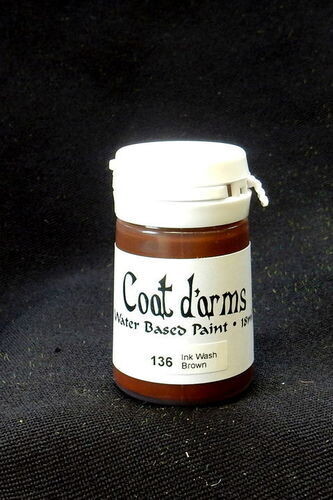 Coat d'arms
Water Based Paint • 18ml
136 Ink Wash
Brown